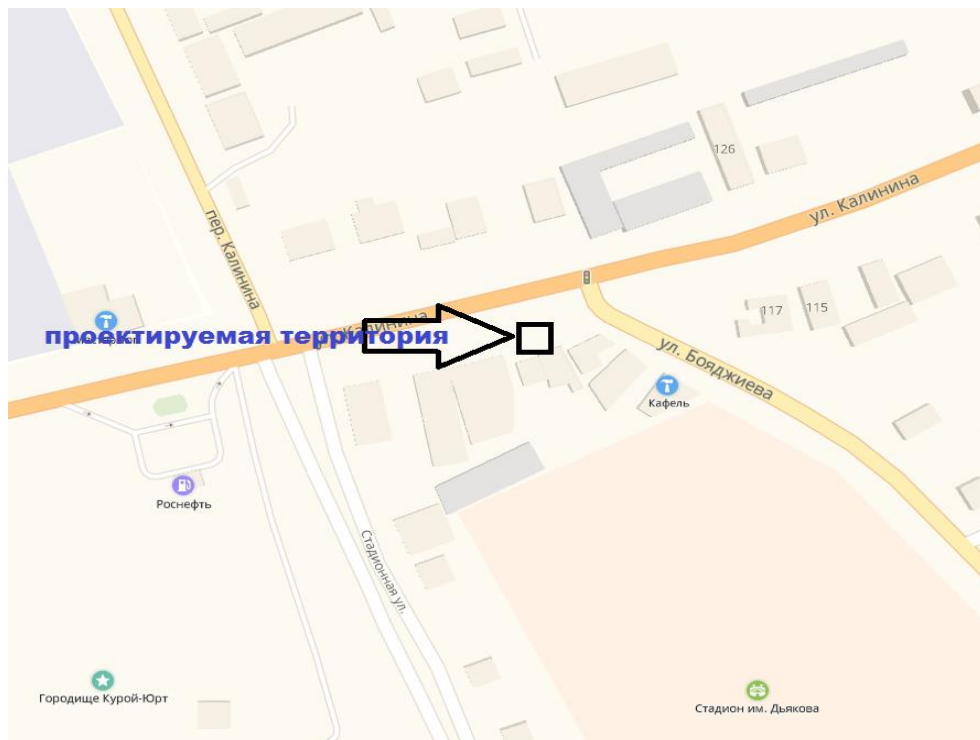 126
ул. Калинина
пер. Калинина
Калинина
проектируемая территория
117
115
ул. Бояджиева
Кафель
Роснефть
Стадионная ул.
Городище Курой-Юрт
Стадион им. Дьякова